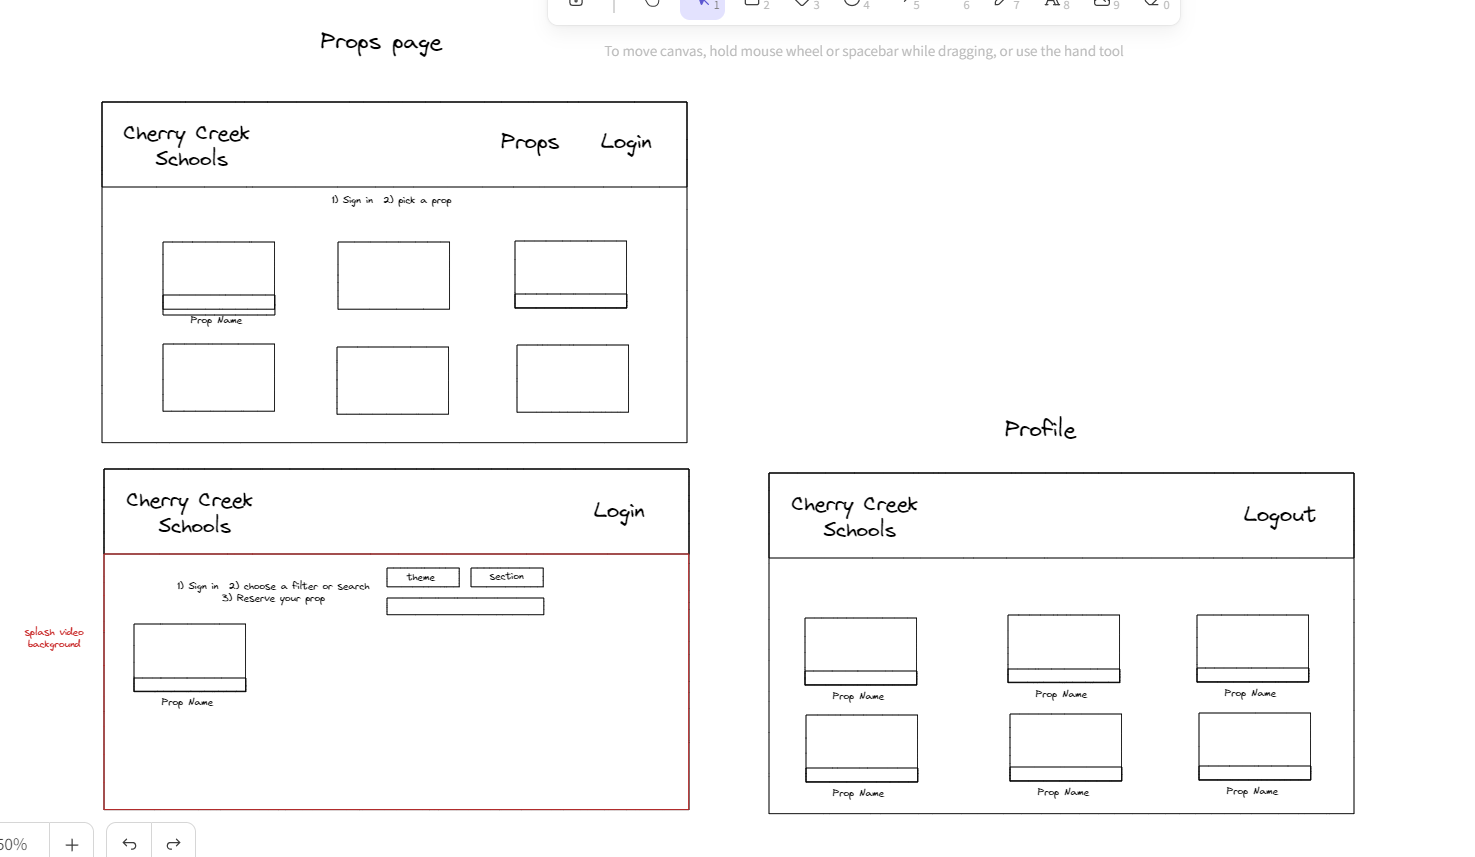 1 2 3 4 5 6 7 8 9 0
To move canvas, hold mouse wheel or spacebar while dragging, or use the hand tool
Props page
Cherry Creek
Schools
Props Login
1) Sign in 2) pick a prop
Prop Name
Cherry Creek
Schools
Login
1) Sign in 2) choose a filter or search
3) Reserve your prop
theme section
splash video
background
Prop Name
Profile
Cherry Creek
Schools
Logout
Prop Name Prop Name Prop Name
Prop Name Prop Name Prop Name